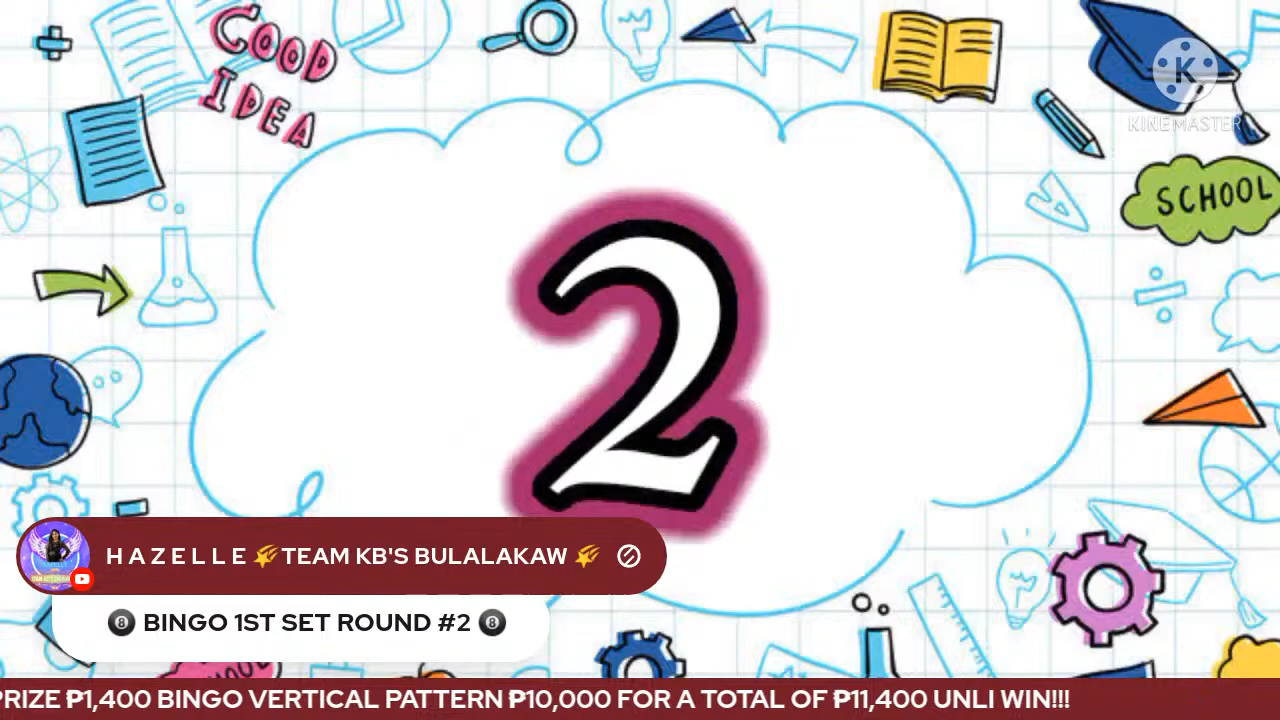 GOOD
IDEA
K
KINEMASTER
SCHOOL
2
H A Z E L L E 🌠TEAM KB'S BULALAKAW 🌠
🎱 BINGO 1ST SET ROUND #2 🎱
PRIZE ₱1,400 BINGO VERTICAL PATTERN ₱10,000 FOR A TOTAL OF ₱11,400 UNLI WIN!!!